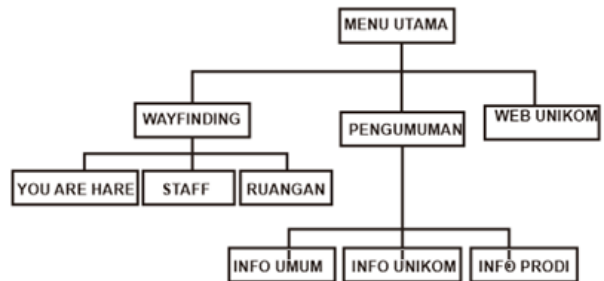 MENU UTAMA
WAYFINDING
PENGUMUMAN
WEB UNIKOM
YOU ARE HARE
STAFF
RUANGAN
INFO UMUM
INFO UNIKOM
INFO PRODI